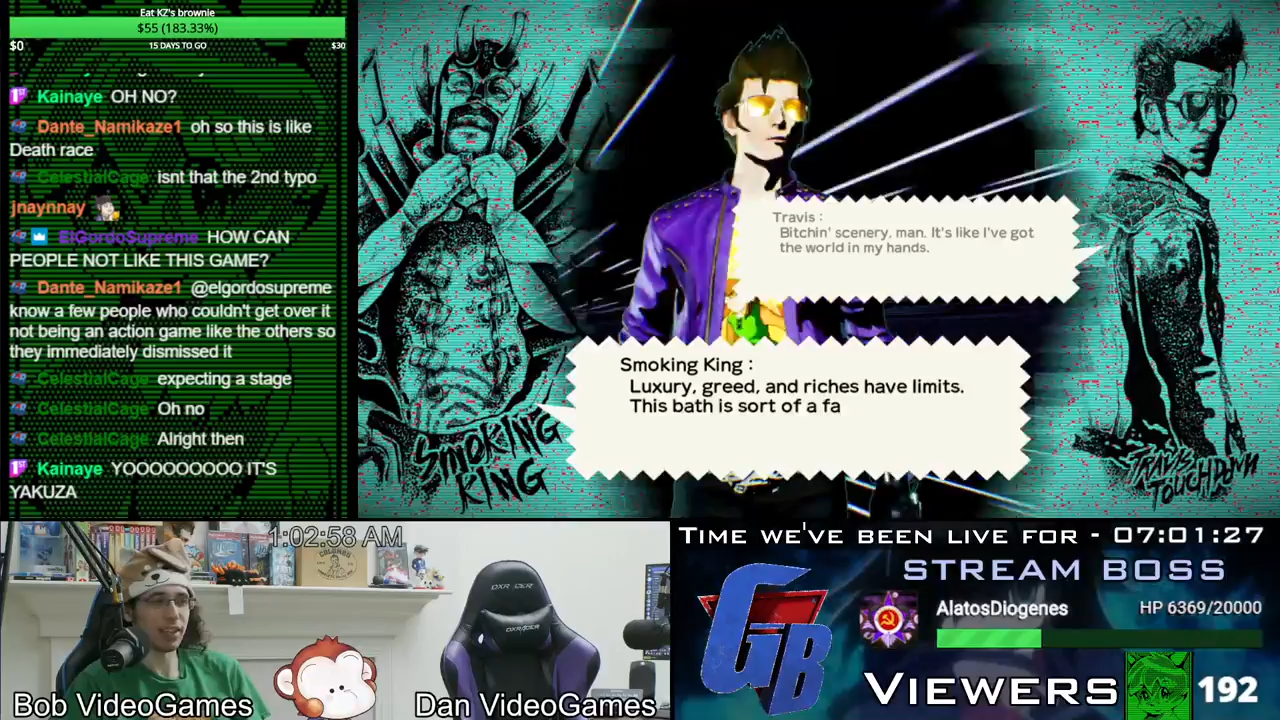 Eat KZ's brownie
$55 (183.33%)
$0
15 DAYS TO GO
$30
Kainaye OH NO?
Dante_Namikaze1 oh so this is like
Death race
CelestialCage isnt that the 2nd typo
jnaynnay
ElGordoSupreme HOW CAN
PEOPLE NOT LIKE THIS GAME?
Dante_Namikaze1 @elgordosupreme
know a few people who couldn't get over it
not being an action game like the others so
they immediately dismissed it
CelestialCage expecting a stage
CelestialCage Oh no
CelestialCage Alright then
Kainaye YOOOOOOOOO IT'S
YAKUZA
Travis :
Bitchin' scenery, man. It's like I've got
the world in my hands.
Smoking King :
Luxury, greed, and riches have limits.
This bath is sort of a fa
SMOKING
KING
TRAVIS
TOUCHDOWN
1:02:58 AM
COLUMBO
DXRACER
DXRACER
Bob VideoGames
Dan VideoGames
TIME WE'VE BEEN LIVE FOR - 07:01:27
STREAM BOSS
AlatosDiogenes
HP 6369/20000
GB
VIEWERS
192